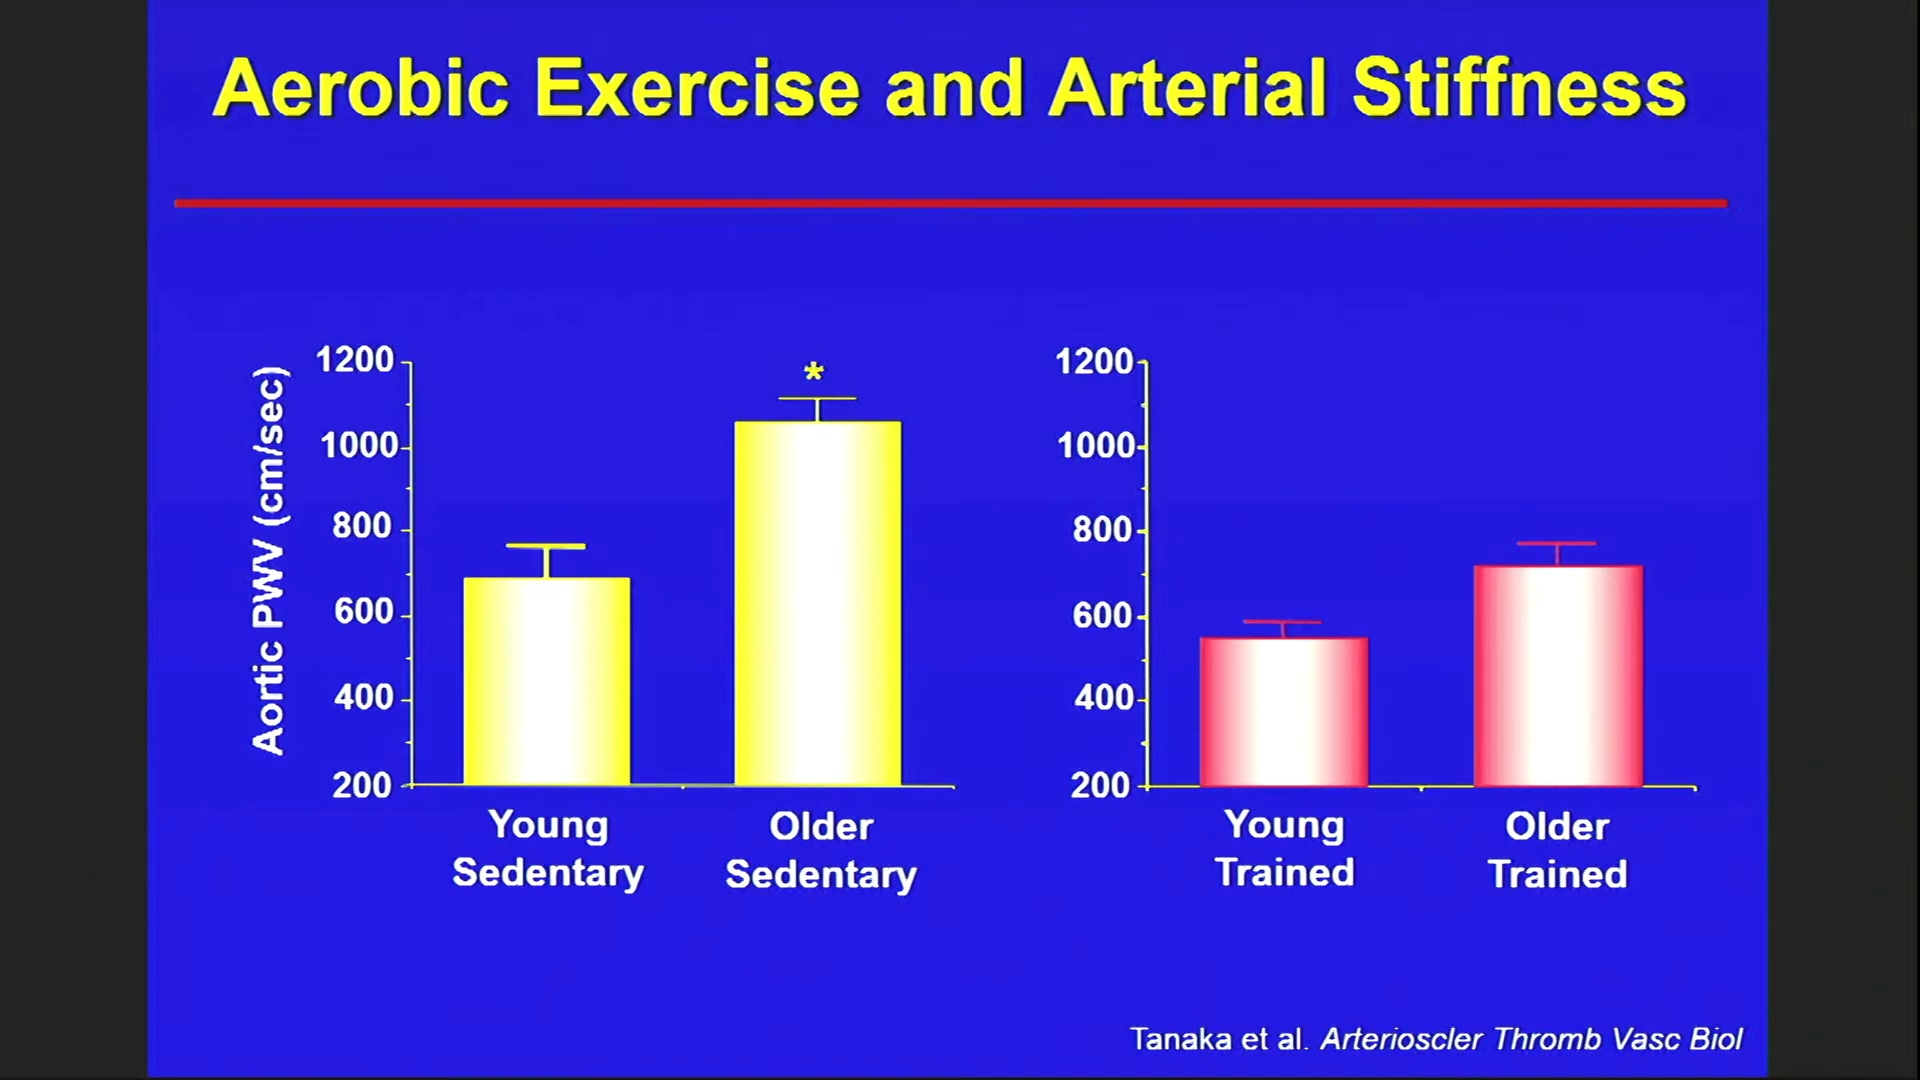 Aerobic Exercise and Arterial Stiffness
Aortic PWV (cm/sec)
1200
1000
800
600
400
200
*
Young
Sedentary
Older
Sedentary
1200
1000
800
600
400
200
Young
Trained
Older
Trained
Tanaka et al. Arterioscler Thromb Vasc Biol